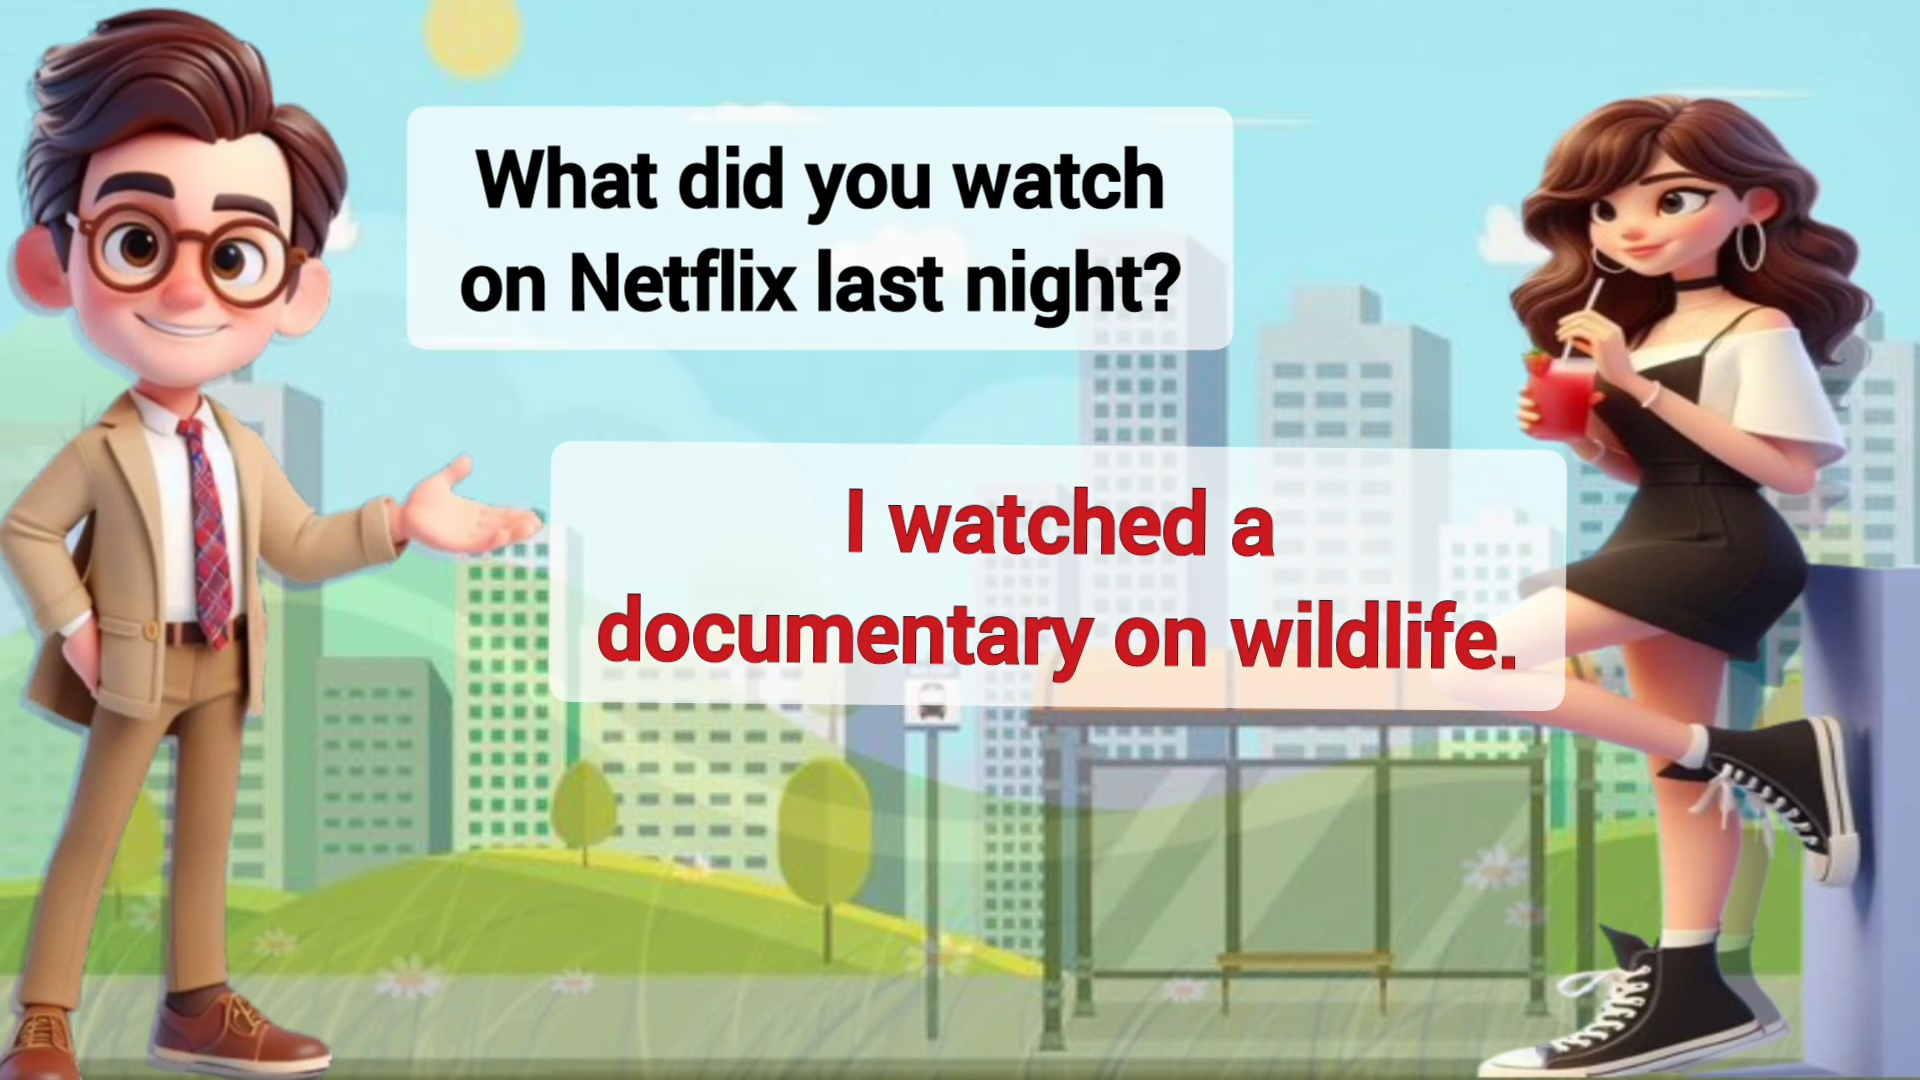 What did you watch
on Netflix last night?
I watched a
documentary on wildlife.